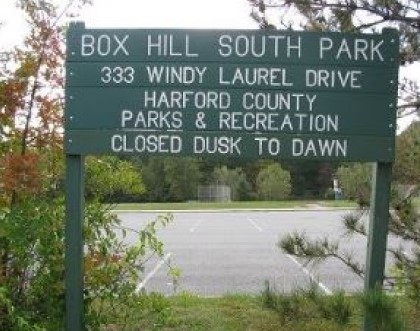 BOX HILL SOUTH PARK
333 WINDY LAUREL DRIVE
HARFORD COUNTY
PARKS & RECREATION
CLOSED DUSK TO DAWN